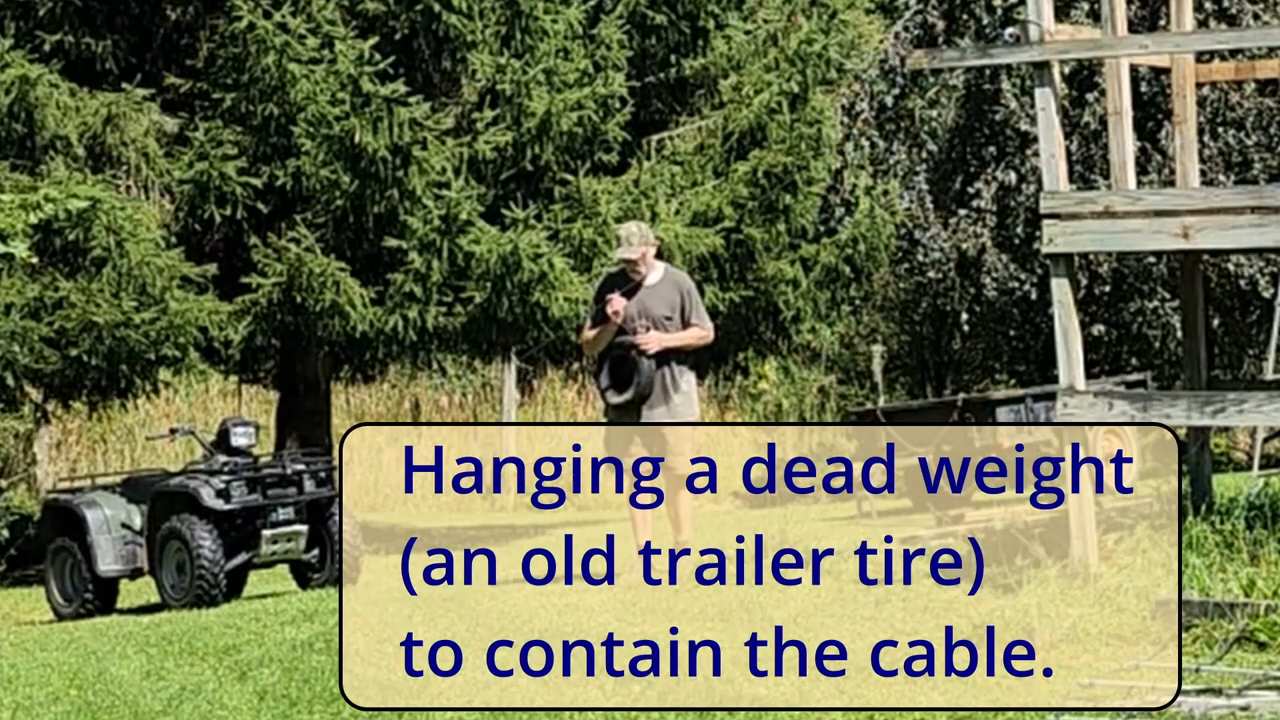 Hanging a dead weight
(an old trailer tire)
to contain the cable.